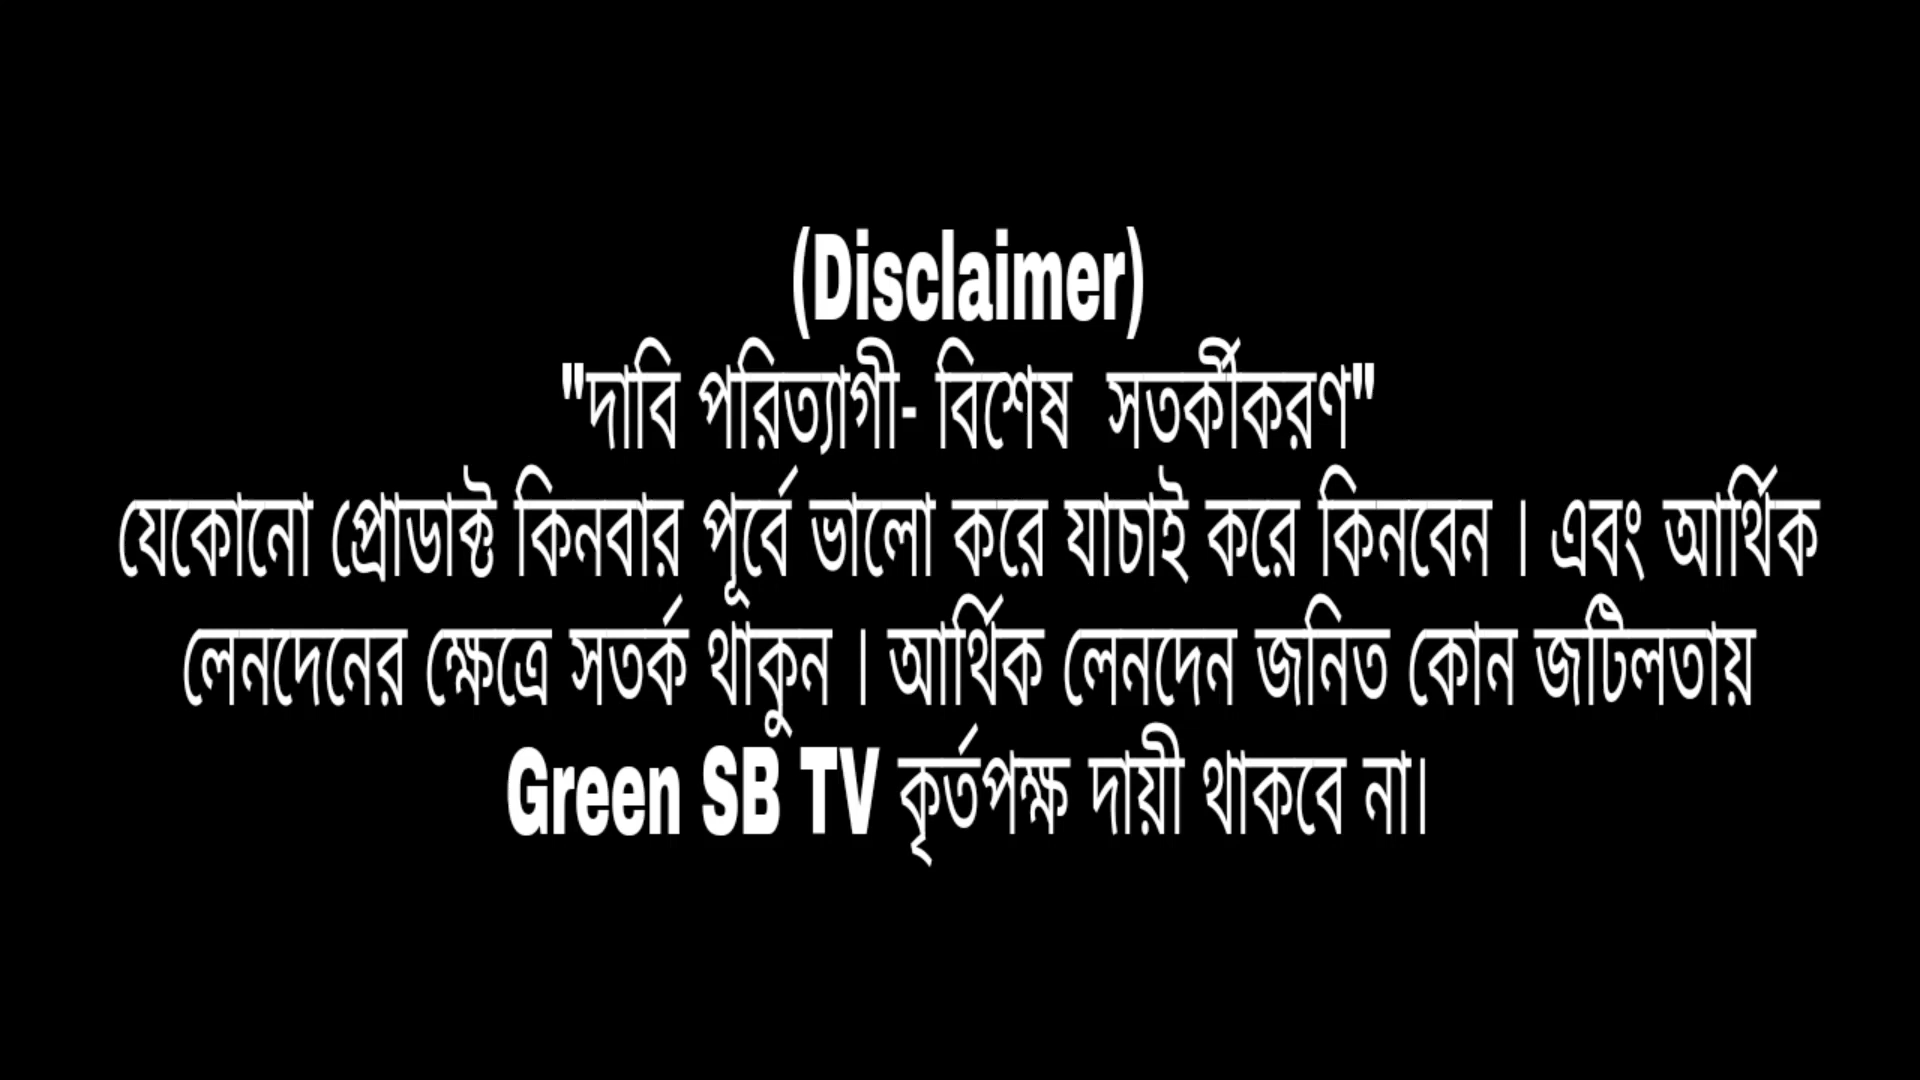 (Disclaimer)
"দাবি পরিত্যাগী- বিশেষ  সতর্কীকরণ"
যেকোনো প্রোডাক্ট কিনবার পূর্বে ভালো করে যাচাই করে কিনবেন । এবং আর্থিক
লেনদেনের ক্ষেত্রে সতর্ক থাকুন । আর্থিক লেনদেন জনিত কোন জটিলতায়
Green SB TV কৃর্তপক্ষ দায়ী থাকবে না।